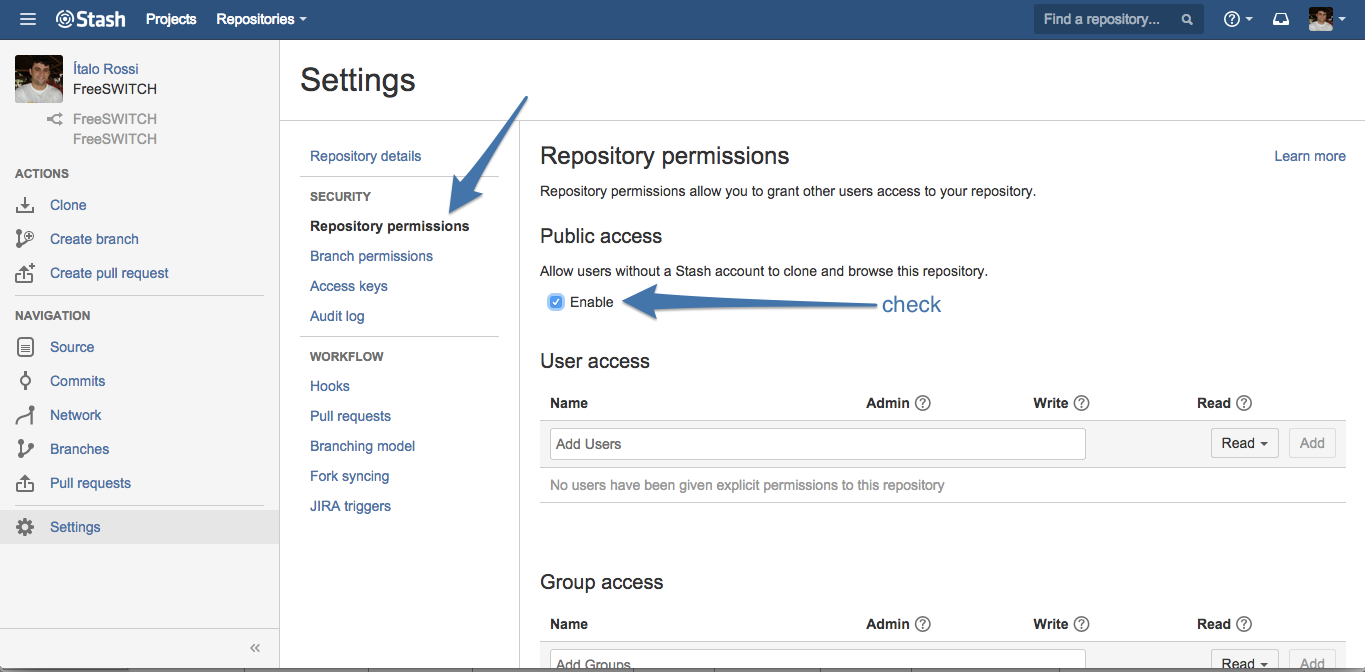 Stash Projects Repositories Find a repository...
Ítalo Rossi
FreeSWITCH
FreeSWITCH
FreeSWITCH
ACTIONS
Clone
Create branch
Create pull request
NAVIGATION
Source
Commits
Network
Branches
Pull requests
Settings
Settings
Repository details
SECURITY
Repository permissions
Branch permissions
Access keys
Audit log
WORKFLOW
Hooks
Pull requests
Branching model
Fork syncing
JIRA triggers
Repository permissions Learn more
Repository permissions allow you to grant other users access to your repository.
Public access
Allow users without a Stash account to clone and browse this repository.
Enable check
User access
Name Admin ? Write ? Read ?
Add Users Read Add
No users have been given explicit permissions to this repository
Group access
Name Admin ? Write ? Read ?
Add Groups Read Add